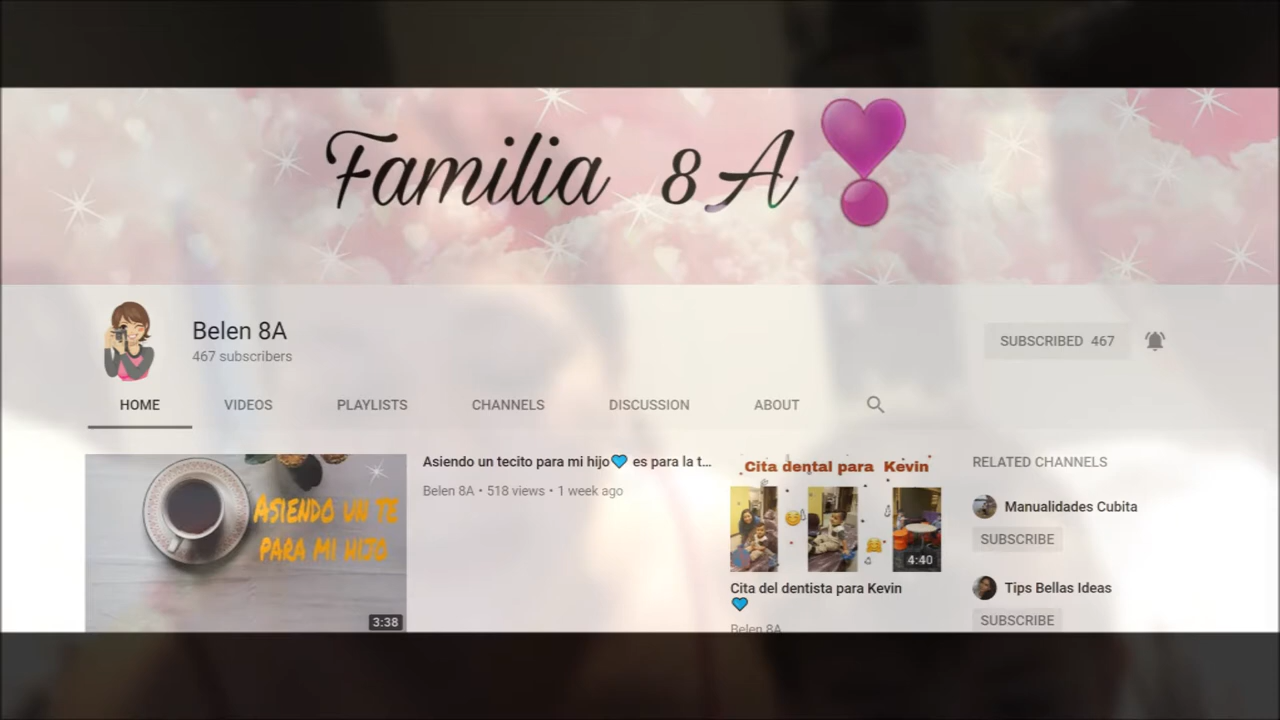 Familia 8A
Belen 8A
467 subscribers
SUBSCRIBED 467
HOME
VIDEOS
PLAYLISTS
CHANNELS
DISCUSSION
ABOUT
ASIENDO UN TE
PARA MI HIJO
3:38
Asiendo un tecito para mi hijo💙 es para la t...
Belen 8A • 518 views • 1 week ago
Cita dental para Kevin
4:40
Cita del dentista para Kevin
💙
Belen 8A
RELATED CHANNELS
Manualidades Cubita
SUBSCRIBE
Tips Bellas Ideas
SUBSCRIBE